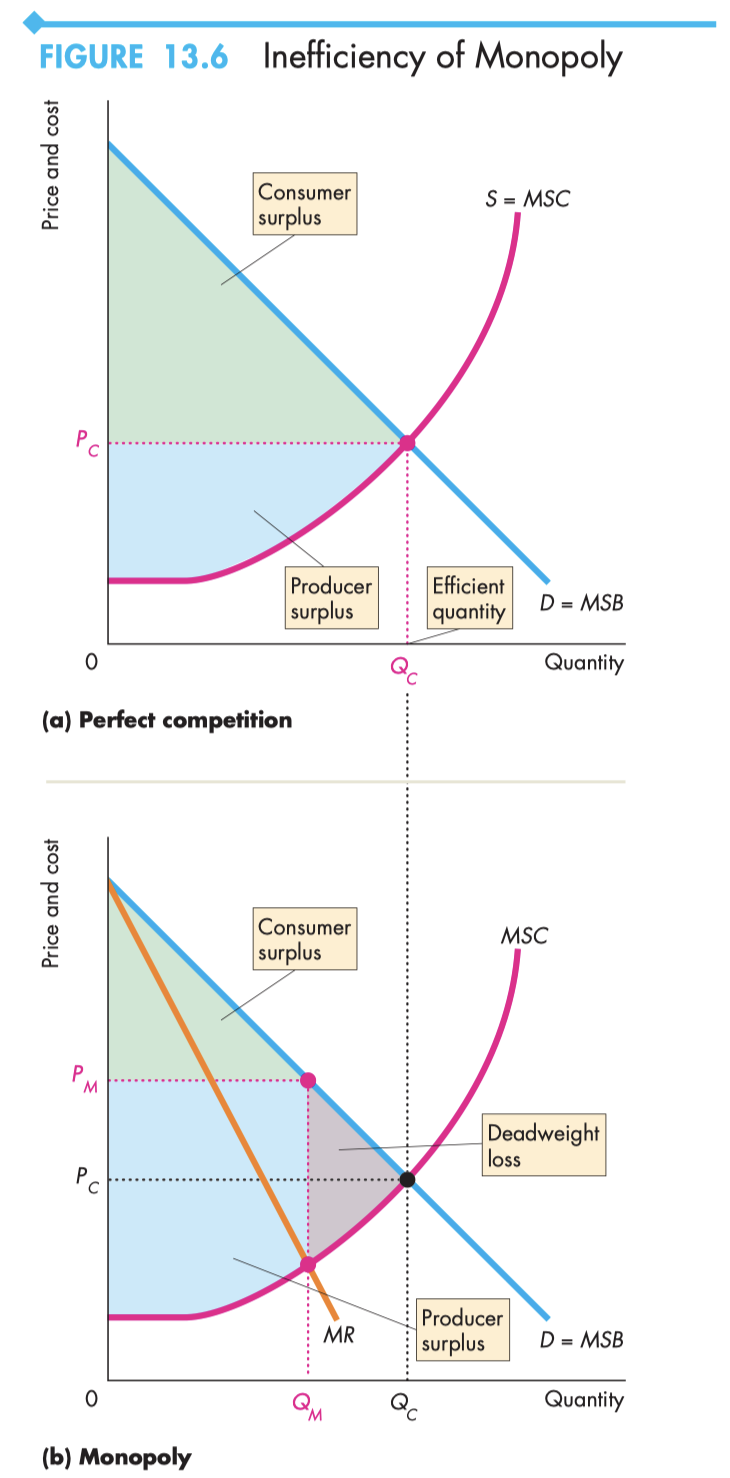 FIGURE 13.6 Inefficiency of Monopoly
Price and cost
Consumer
surplus
S = MSC
P_C
Producer
surplus
Efficient
quantity
D = MSB
0
Q_C
Quantity
(a) Perfect competition
Price and cost
Consumer
surplus
MSC
P_M
Deadweight
loss
P_C
Producer
surplus
MR
D = MSB
0
Q_M
Q_C
Quantity
(b) Monopoly